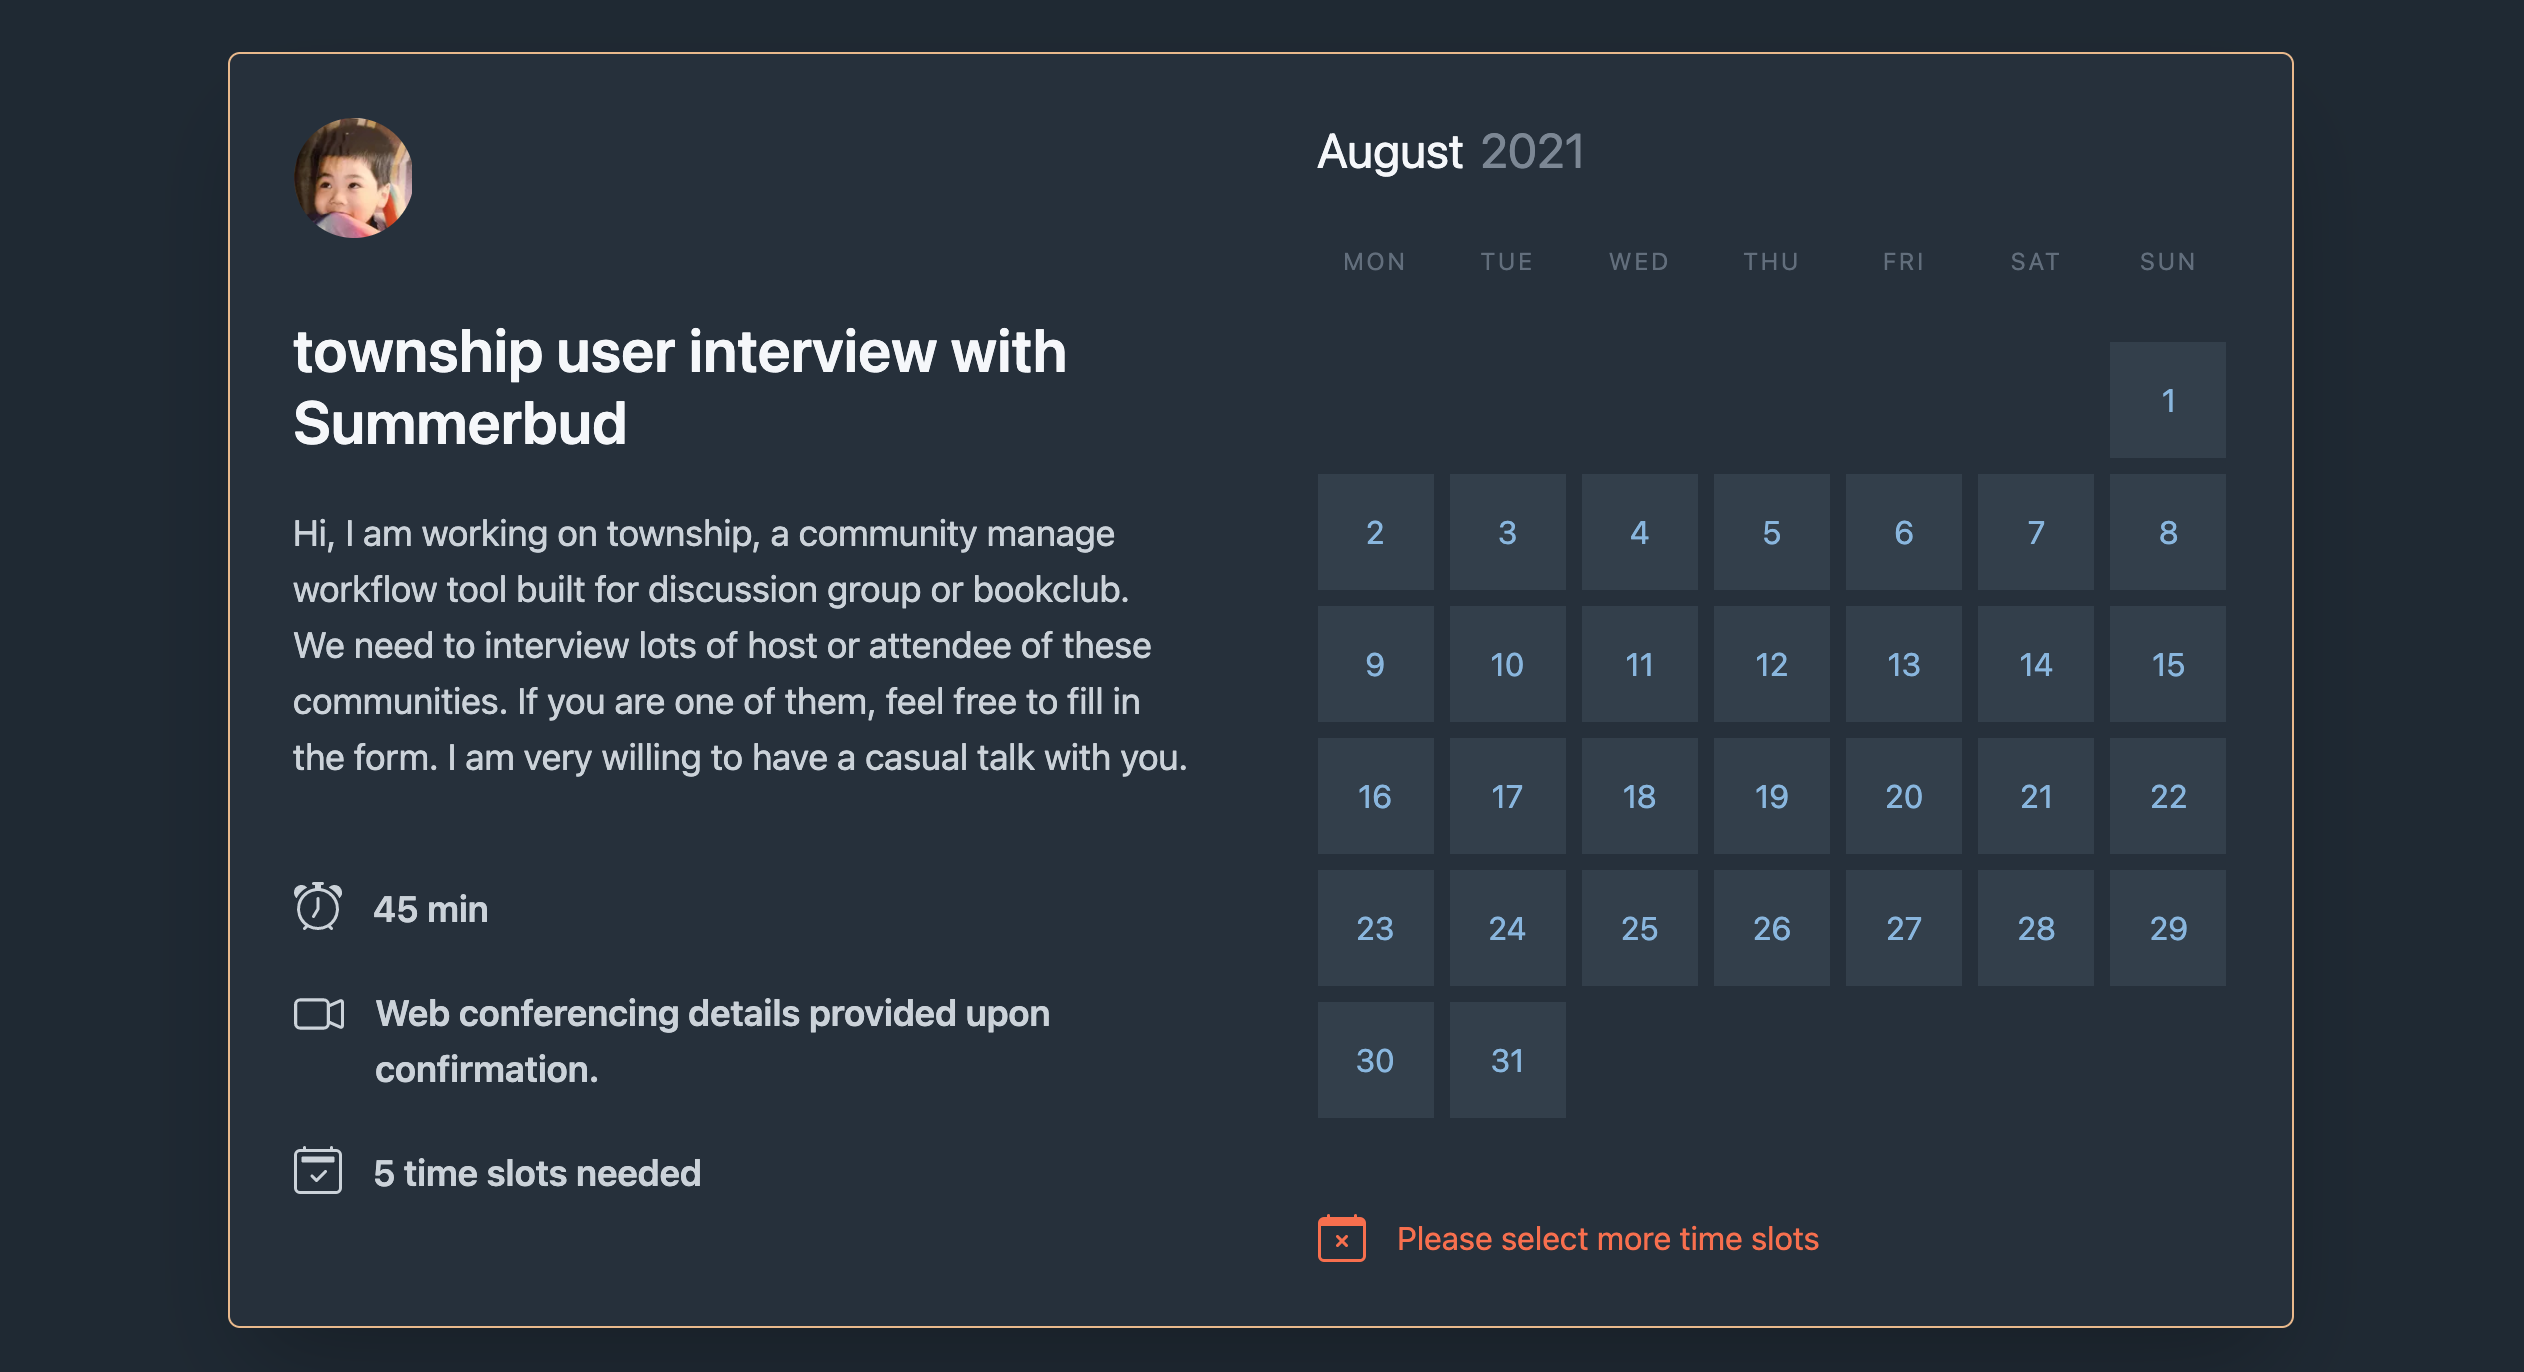 township user interview with
Summerbud
Hi, I am working on township, a community manage
workflow tool built for discussion group or bookclub.
We need to interview lots of host or attendee of these
communities. If you are one of them, feel free to fill in
the form. I am very willing to have a casual talk with you.
45 min
Web conferencing details provided upon
confirmation.
5 time slots needed
August 2021
MON TUE WED THU FRI SAT SUN
1
2 3 4 5 6 7 8
9 10 11 12 13 14 15
16 17 18 19 20 21 22
23 24 25 26 27 28 29
30 31
Please select more time slots